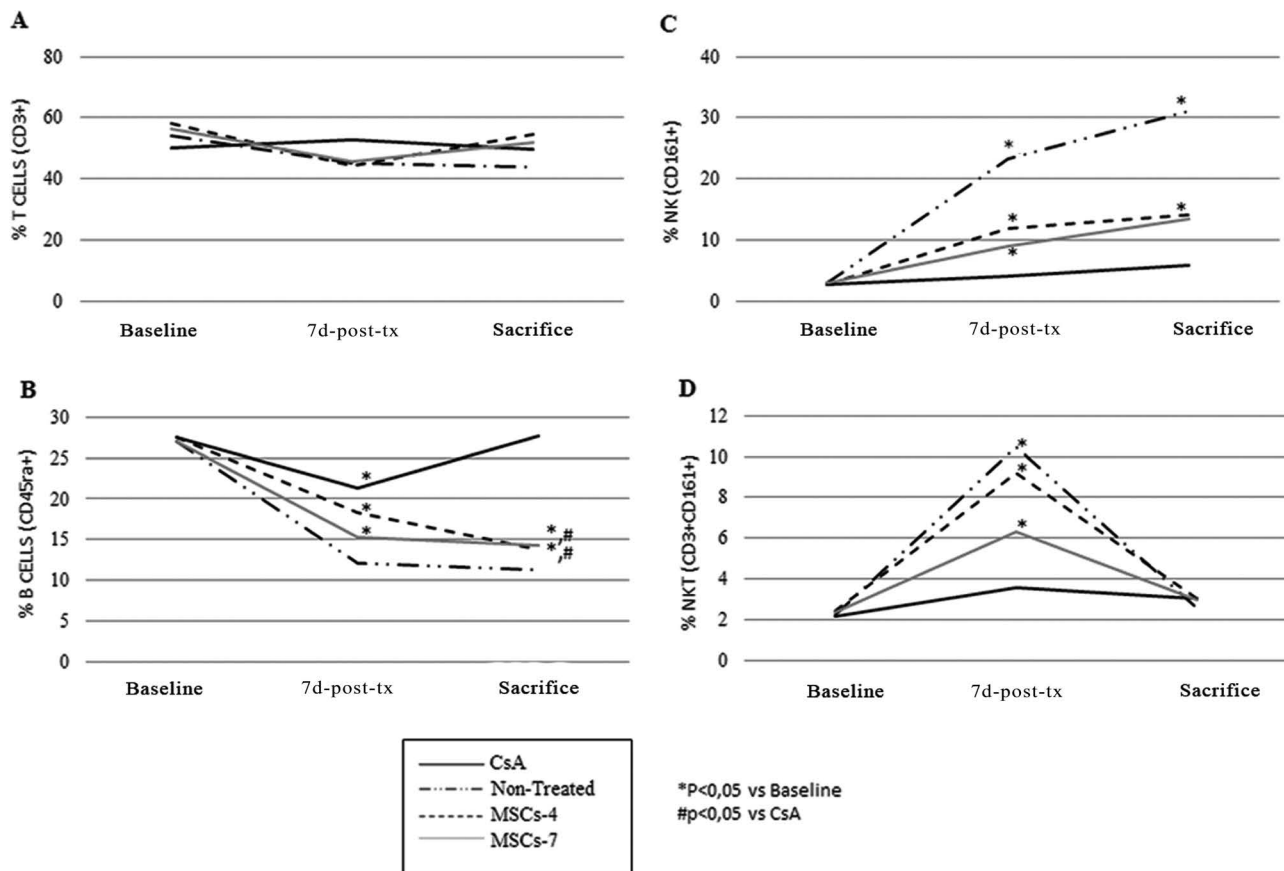 A
% T CELLS (CD3+)
80
60
40
20
0
Baseline
7d-post-tx
Sacrifice
C
% NK (CD161+)
40
30
20
10
0
*
*
*
*
*
Baseline
7d-post-tx
Sacrifice
B
% B CELLS (CD45ra+)
30
25
20
15
10
5
0
*
*
*
*,#
*,#
Baseline
7d-post-tx
Sacrifice
D
% NKT (CD3+CD161+)
12
10
8
6
4
2
0
*
*
*
Baseline
7d-post-tx
Sacrifice
CsA
Non-Treated
MSCs-4
MSCs-7
*P<0,05 vs Baseline
#p<0,05 vs CsA